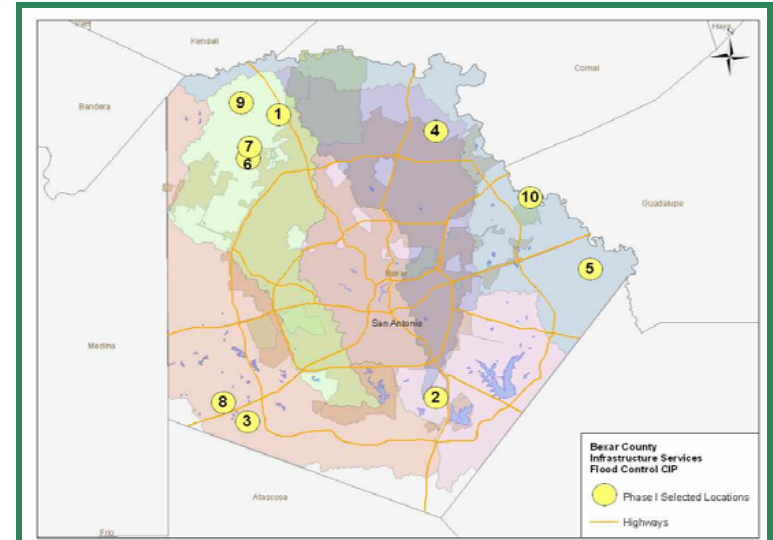 Kerr
Kendall
Hays
N
Comal
Bandera
9
1
4
7
6
10
Guadalupe
5
Bexar
San Antonio
Medina
8
3
2
Atascosa
Frio
Bexar County
Infrastructure Services
Flood Control CIP
Phase I Selected Locations
Highways